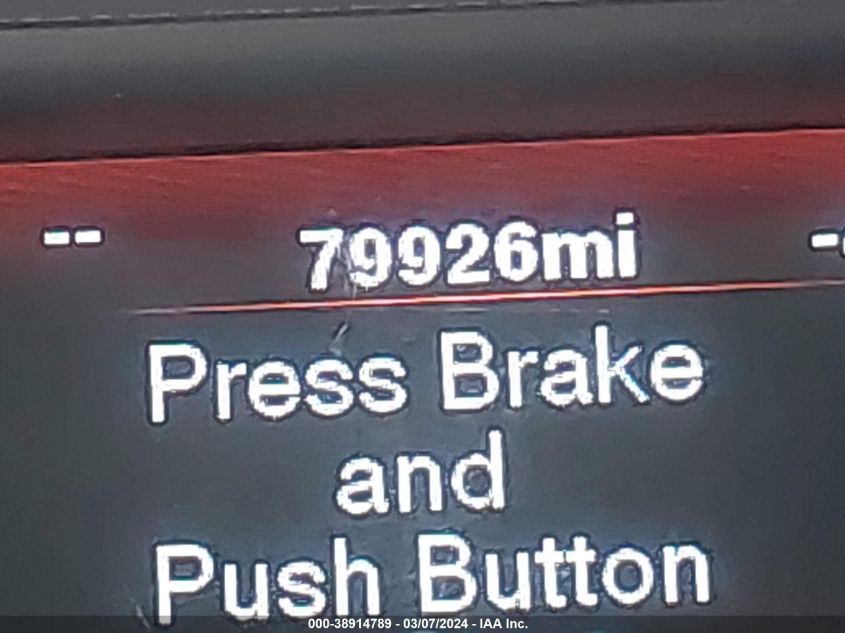 -- 79926mi -
Press Brake
and
Push Button
000-38914789 - 03/07/2024 - IAA Inc.